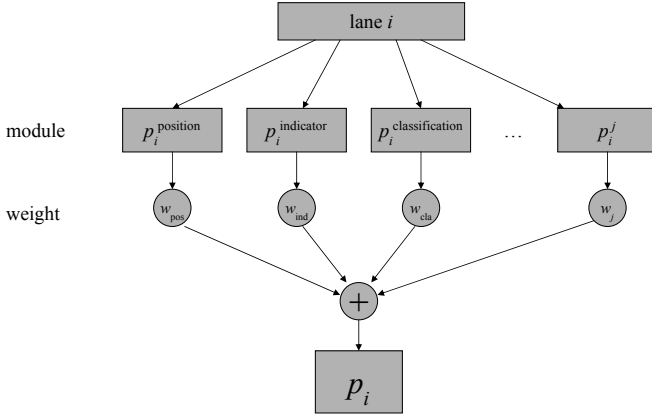 lane i
module p_i^position p_i^indicator p_i^classification … p_i^j
weight w_pos w_ind w_cla w_j
+
p_i